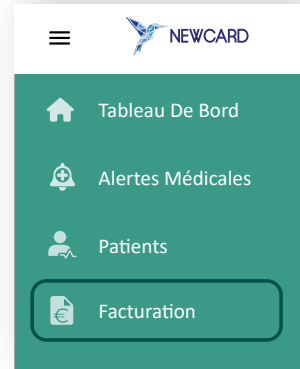 NEWCARD
Tableau De Bord
Alertes Médicales
Patients
Facturation